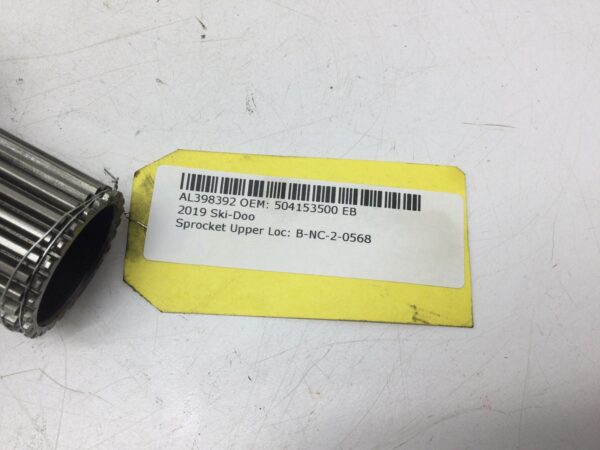 AL398392 OEM: 504153500 EB
2019 Ski-Doo
Sprocket Upper Loc: B-NC-2-0568